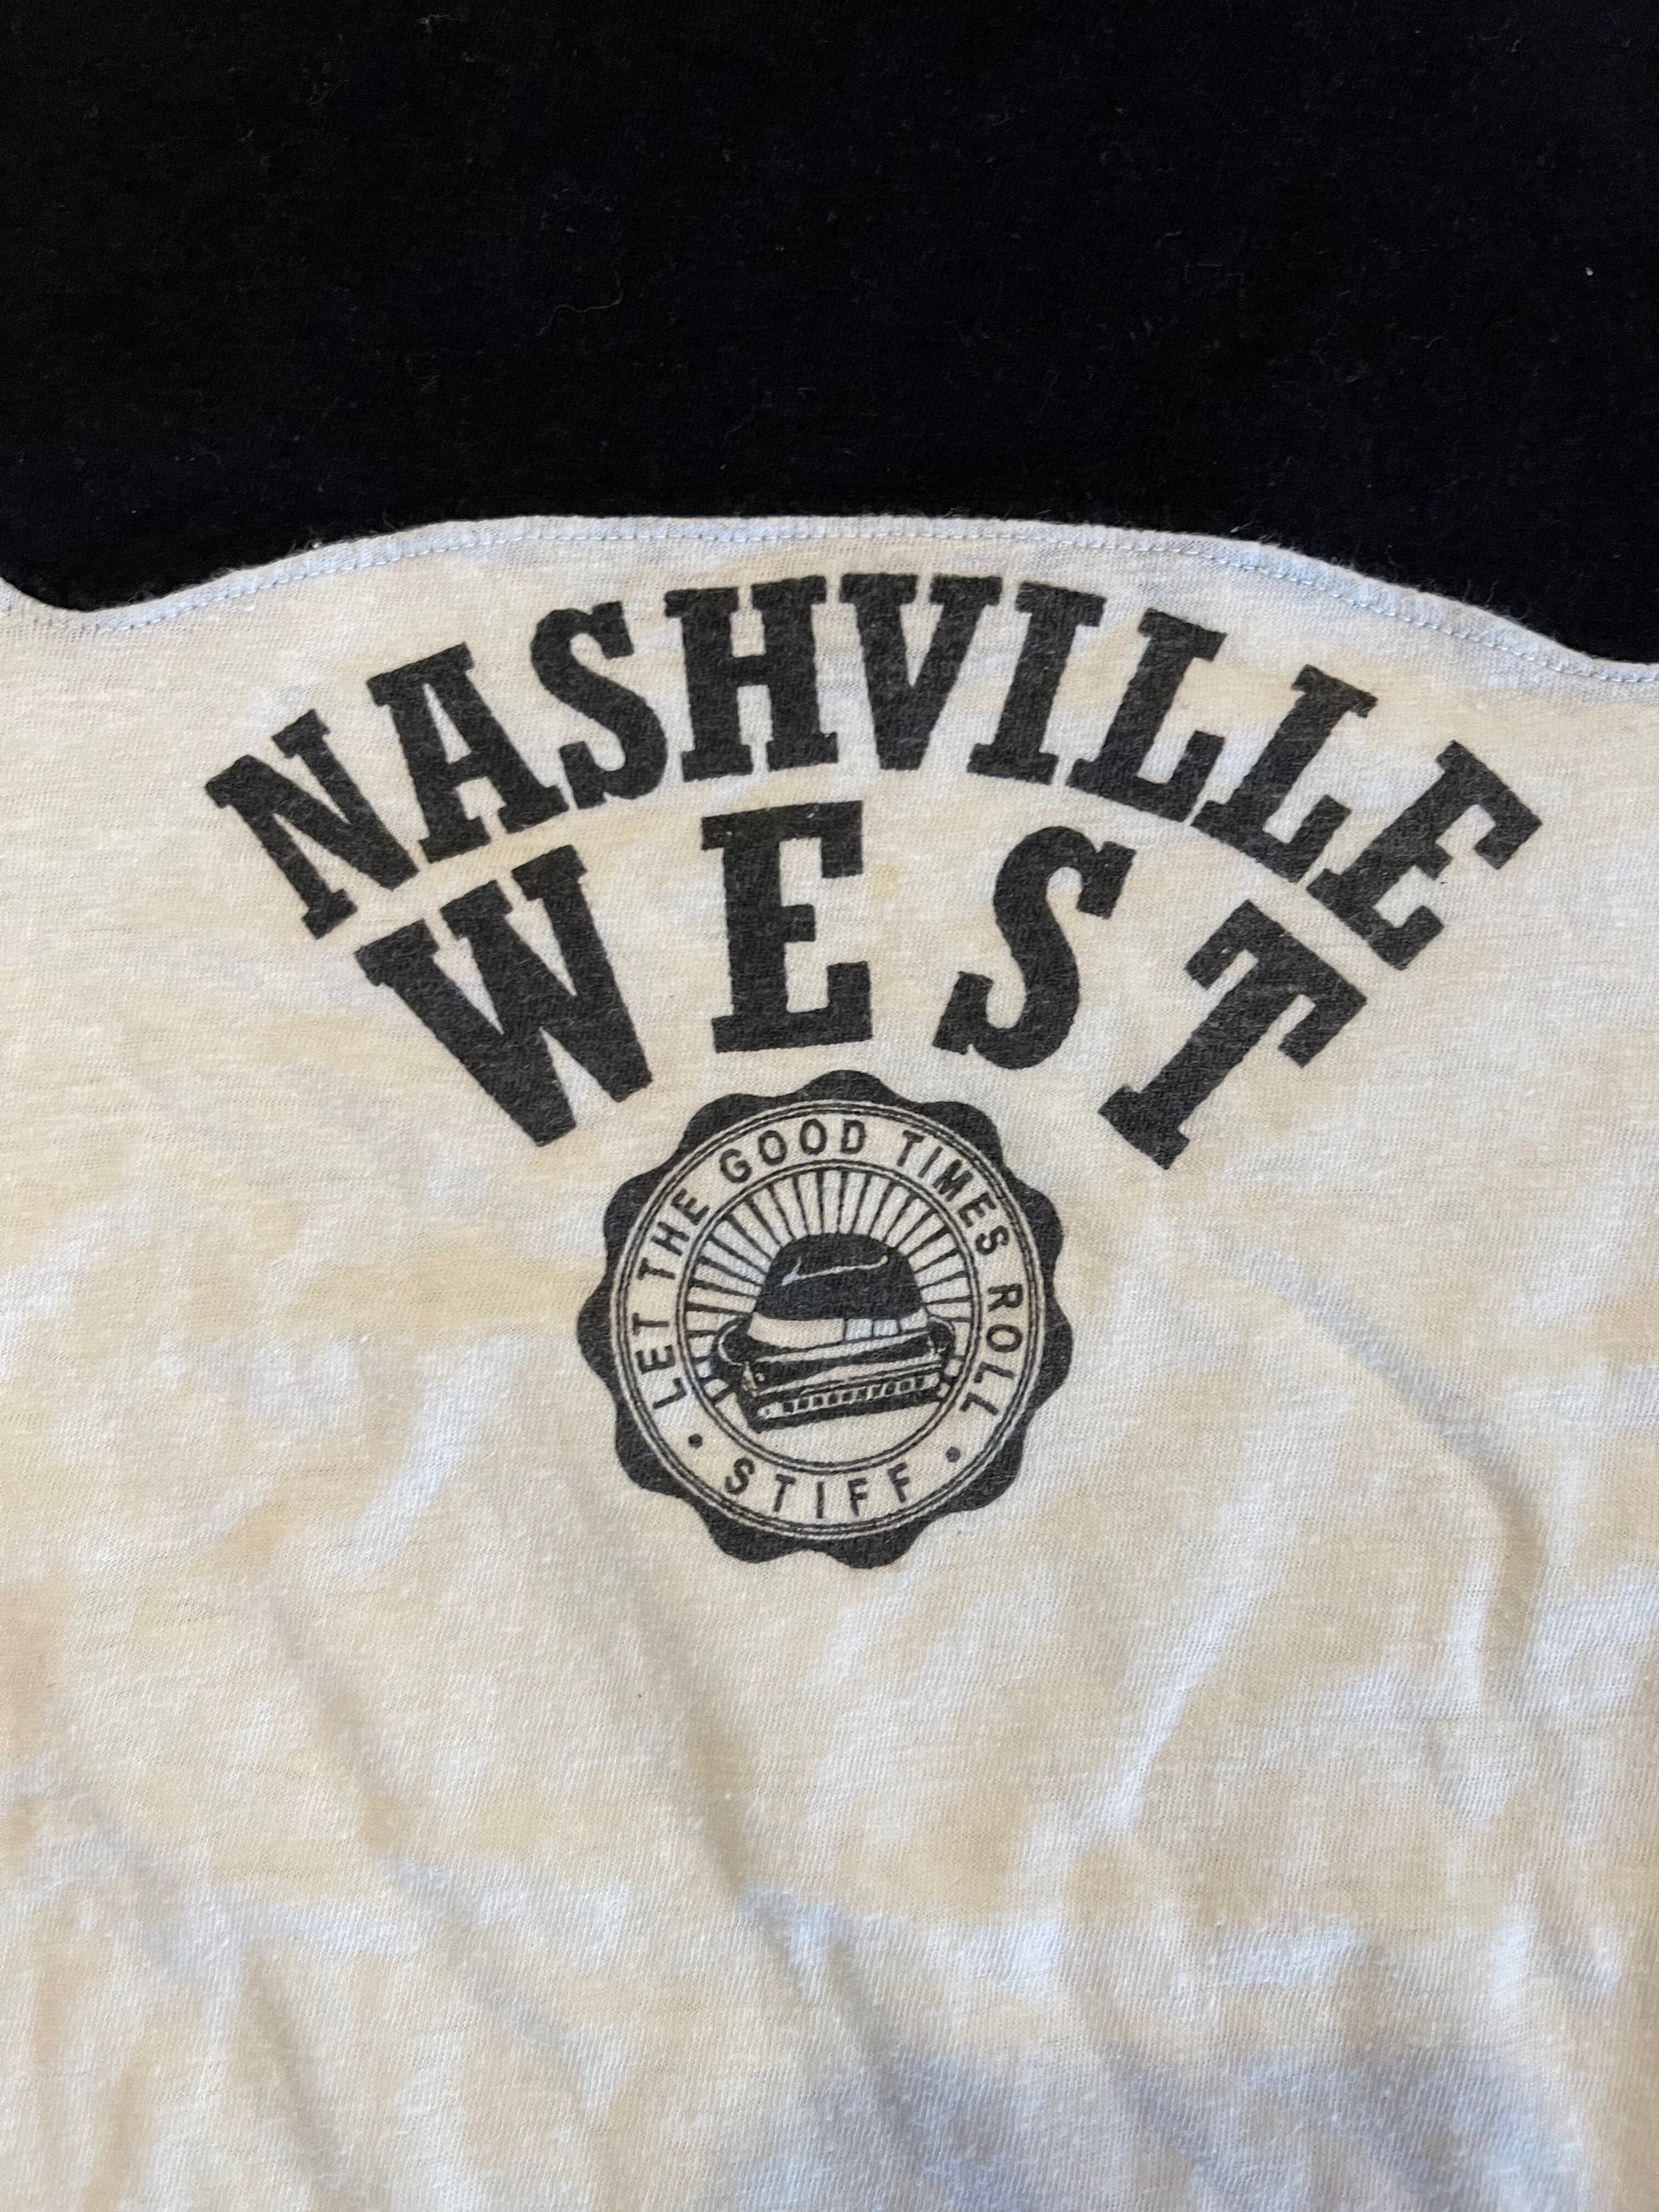 NASHVILLE
WEST
LET THE GOOD TIMES ROLL
• STIFF •